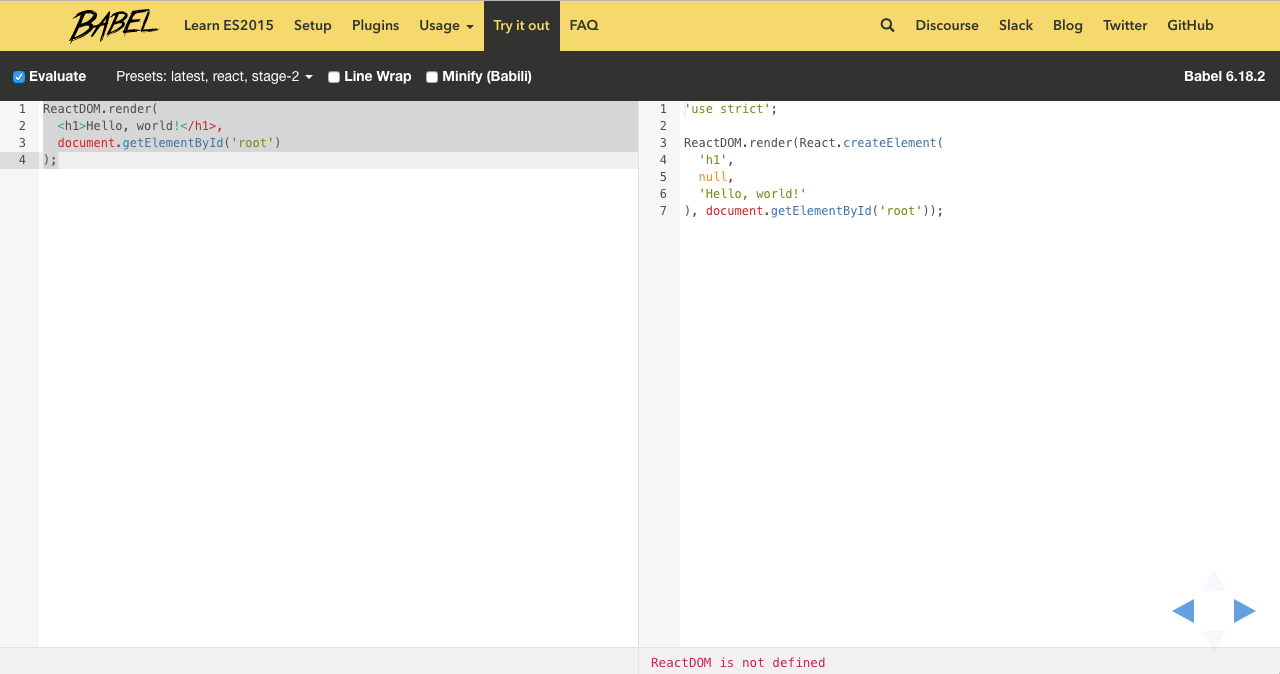 BABEL Learn ES2015 Setup Plugins Usage Try it out FAQ Discourse Slack Blog Twitter GitHub
Evaluate Presets: latest, react, stage-2 Line Wrap Minify (Babili) Babel 6.18.2
1 ReactDOM.render(
2 <h1>Hello, world!</h1>,
3 document.getElementById('root')
4 );
1 'use strict';
2
3 ReactDOM.render(React.createElement(
4 'h1',
5 null,
6 'Hello, world!'
7 ), document.getElementById('root'));
ReactDOM is not defined